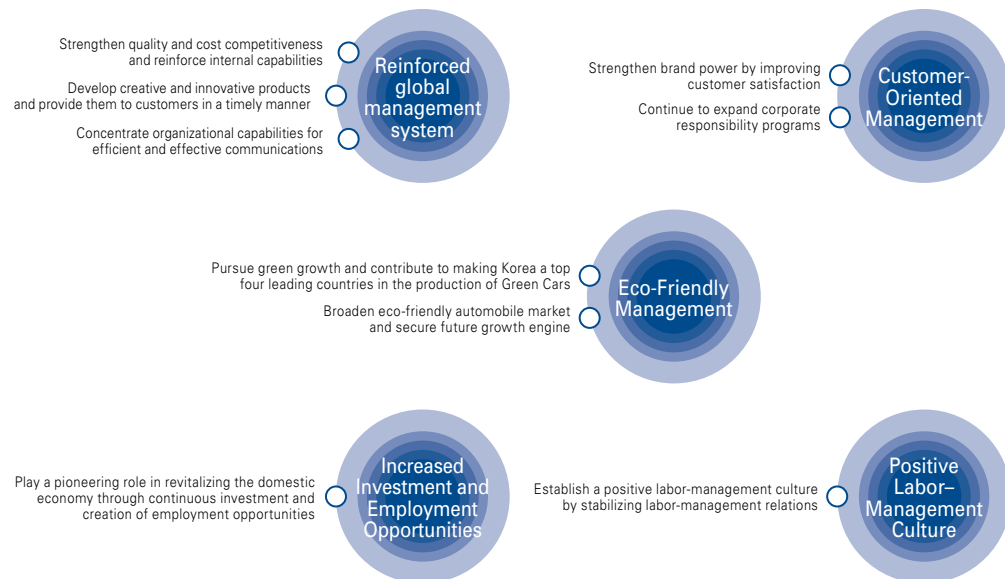 Strengthen quality and cost competitiveness
and reinforce internal capabilities
Develop creative and innovative products
and provide them to customers in a timely manner
Concentrate organizational capabilities for
efficient and effective communications
Reinforced
global
management
system
Strengthen brand power by improving
customer satisfaction
Continue to expand corporate
responsibility programs
Customer-
Oriented
Management
Pursue green growth and contribute to making Korea a top
four leading countries in the production of Green Cars
Broaden eco-friendly automobile market
and secure future growth engine
Eco-Friendly
Management
Play a pioneering role in revitalizing the domestic
economy through continuous investment and
creation of employment opportunities
Increased
Investment and
Employment
Opportunities
Establish a positive labor-management culture
by stabilizing labor-management relations
Positive
Labor–
Management
Culture